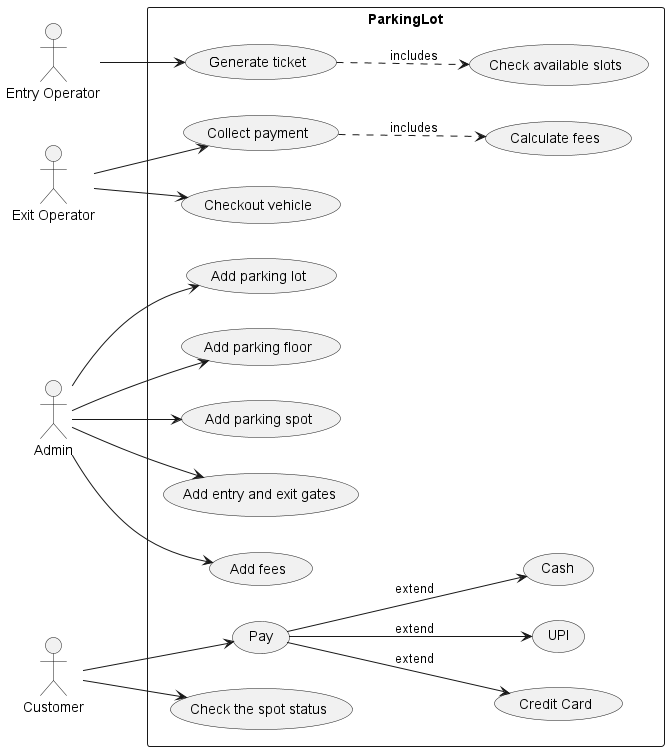 ParkingLot
Entry Operator
Generate ticket
includes
Check available slots
Exit Operator
Collect payment
includes
Calculate fees
Checkout vehicle
Admin
Add parking lot
Add parking floor
Add parking spot
Add entry and exit gates
Add fees
Customer
Pay
extend
Cash
extend
UPI
extend
Credit Card
Check the spot status